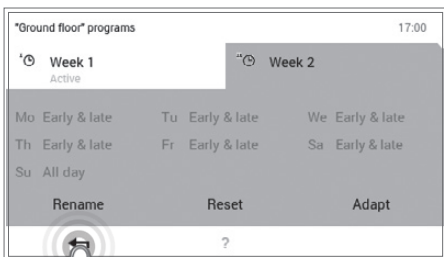 "Ground floor" programs 17:00
Week 1 Week 2
Active
Mo Early & late Tu Early & late We Early & late
Th Early & late Fr Early & late Sa Early & late
Su All day
Rename Reset Adapt
?